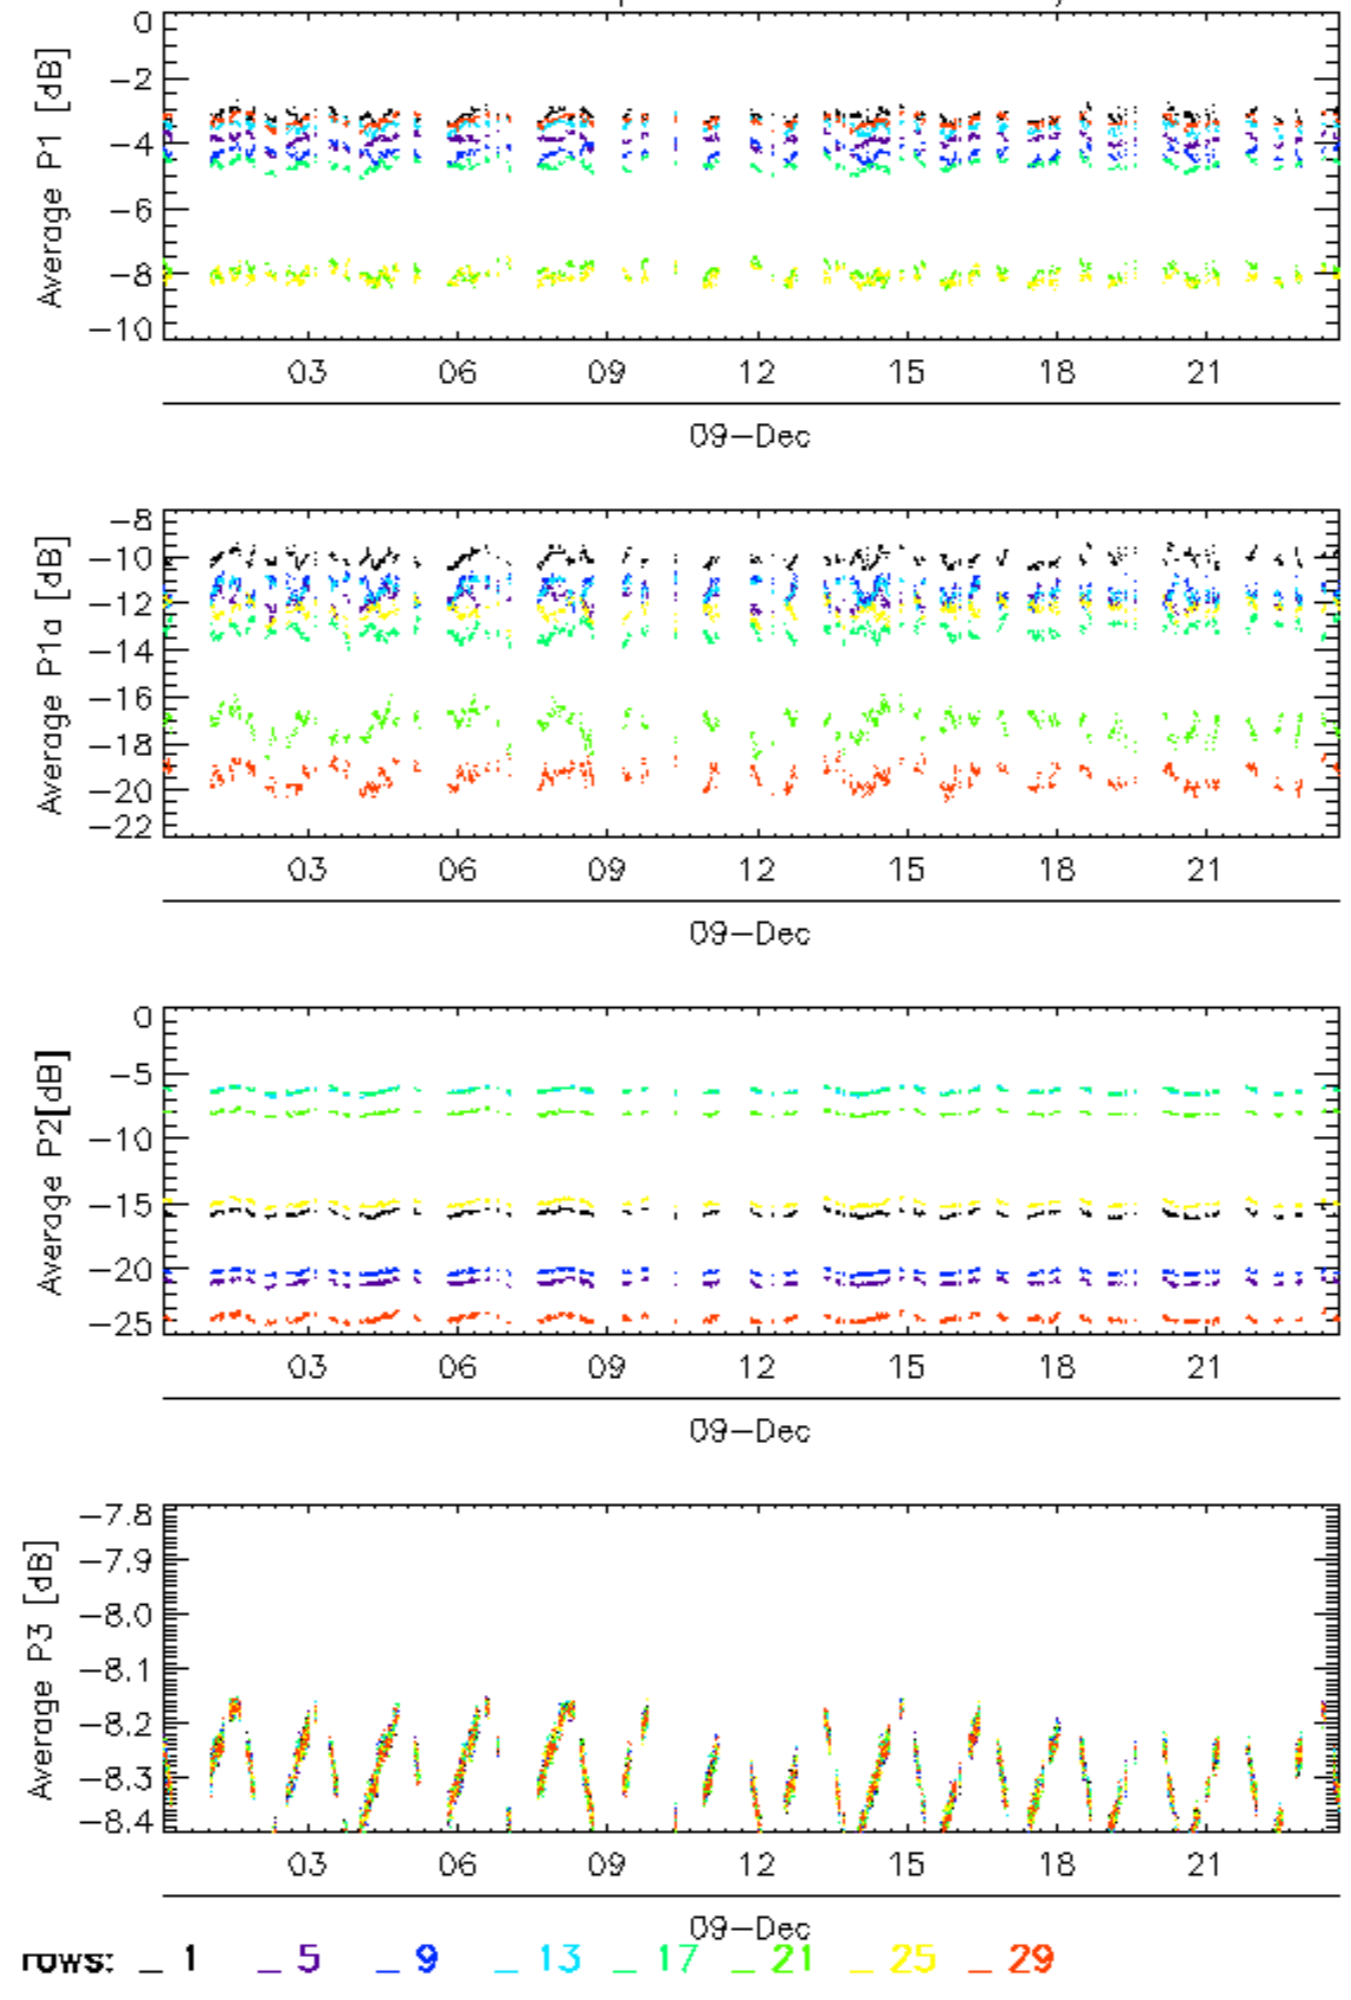 Average P1 [dB]
0
−2
−4
−6
−8
−10
03 06 09 12 15 18 21
09−Dec
Average P1a [dB]
−8
−10
−12
−14
−16
−18
−20
−22
03 06 09 12 15 18 21
09−Dec
Average P2[dB]
0
−5
−10
−15
−20
−25
03 06 09 12 15 18 21
09−Dec
Average P3 [dB]
−7.8
−7.9
−8.0
−8.1
−8.2
−8.3
−8.4
03 06 09 12 15 18 21
09−Dec
rows: _ 1 _ 5 _ 9 _ 13 _ 17 _ 21 _ 25 _ 29